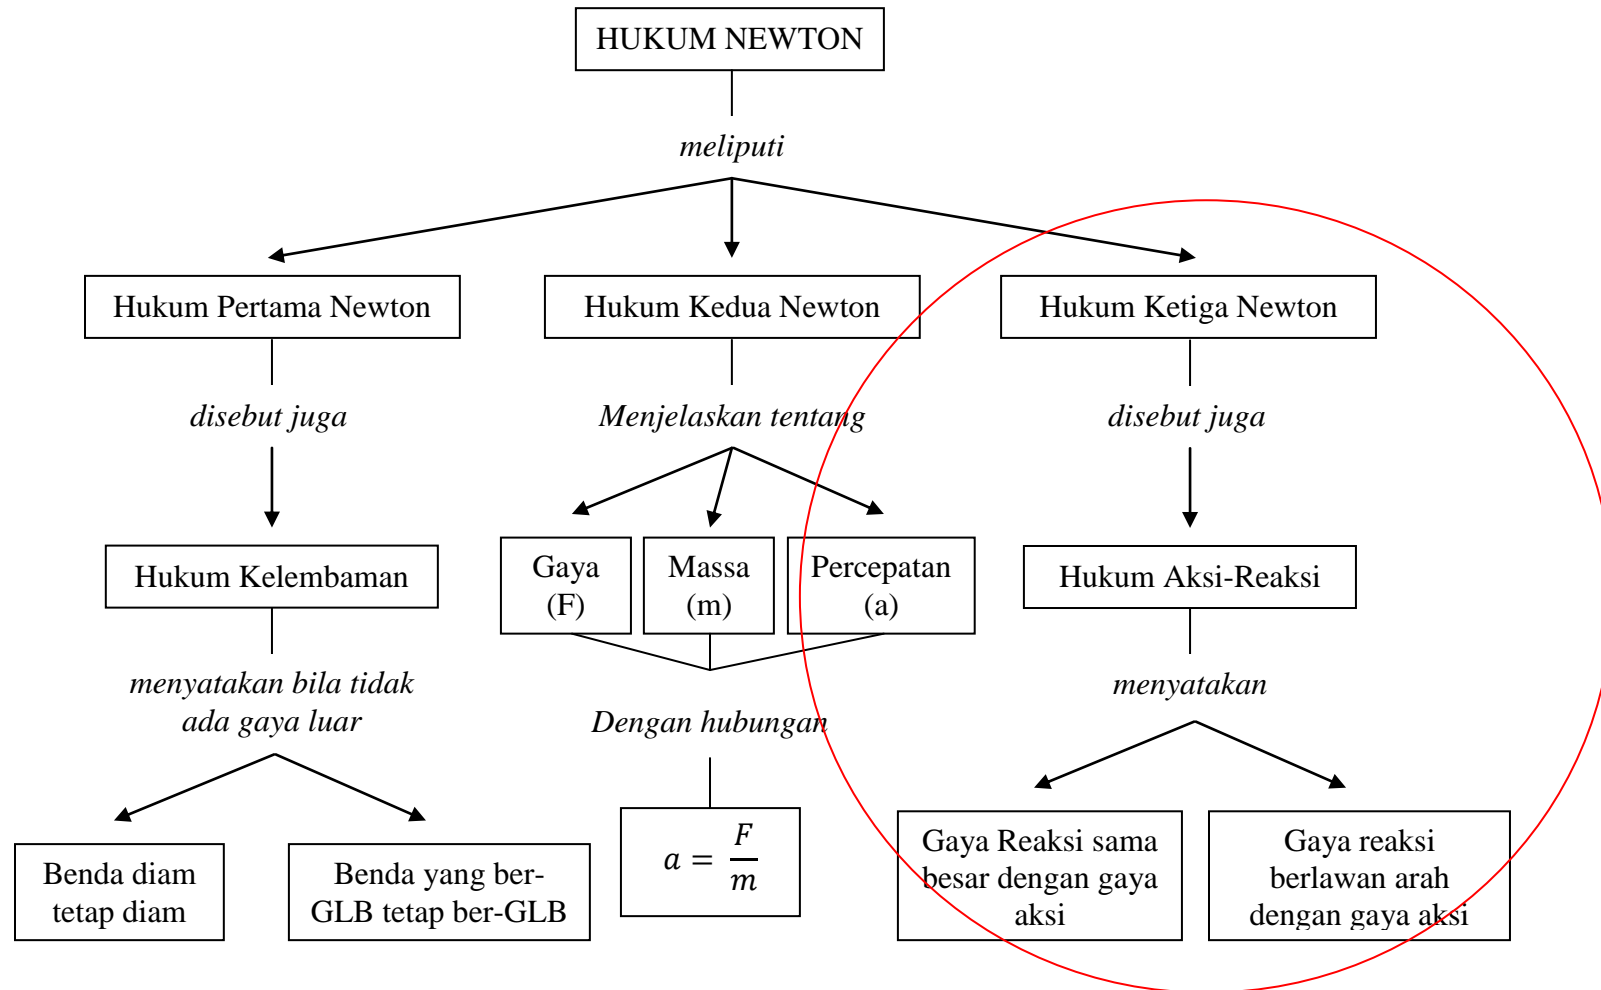 HUKUM NEWTON
meliputi
Hukum Pertama Newton
Hukum Kedua Newton
Hukum Ketiga Newton
disebut juga
Menjelaskan tentang
disebut juga
Hukum Kelembaman
Gaya
(F)
Massa
(m)
Percepatan
(a)
Hukum Aksi-Reaksi
menyatakan bila tidak
ada gaya luar
Dengan hubungan
menyatakan
Benda diam
tetap diam
Benda yang ber-
GLB tetap ber-GLB
a = F/m
Gaya Reaksi sama
besar dengan gaya
aksi
Gaya reaksi
berlawan arah
dengan gaya aksi